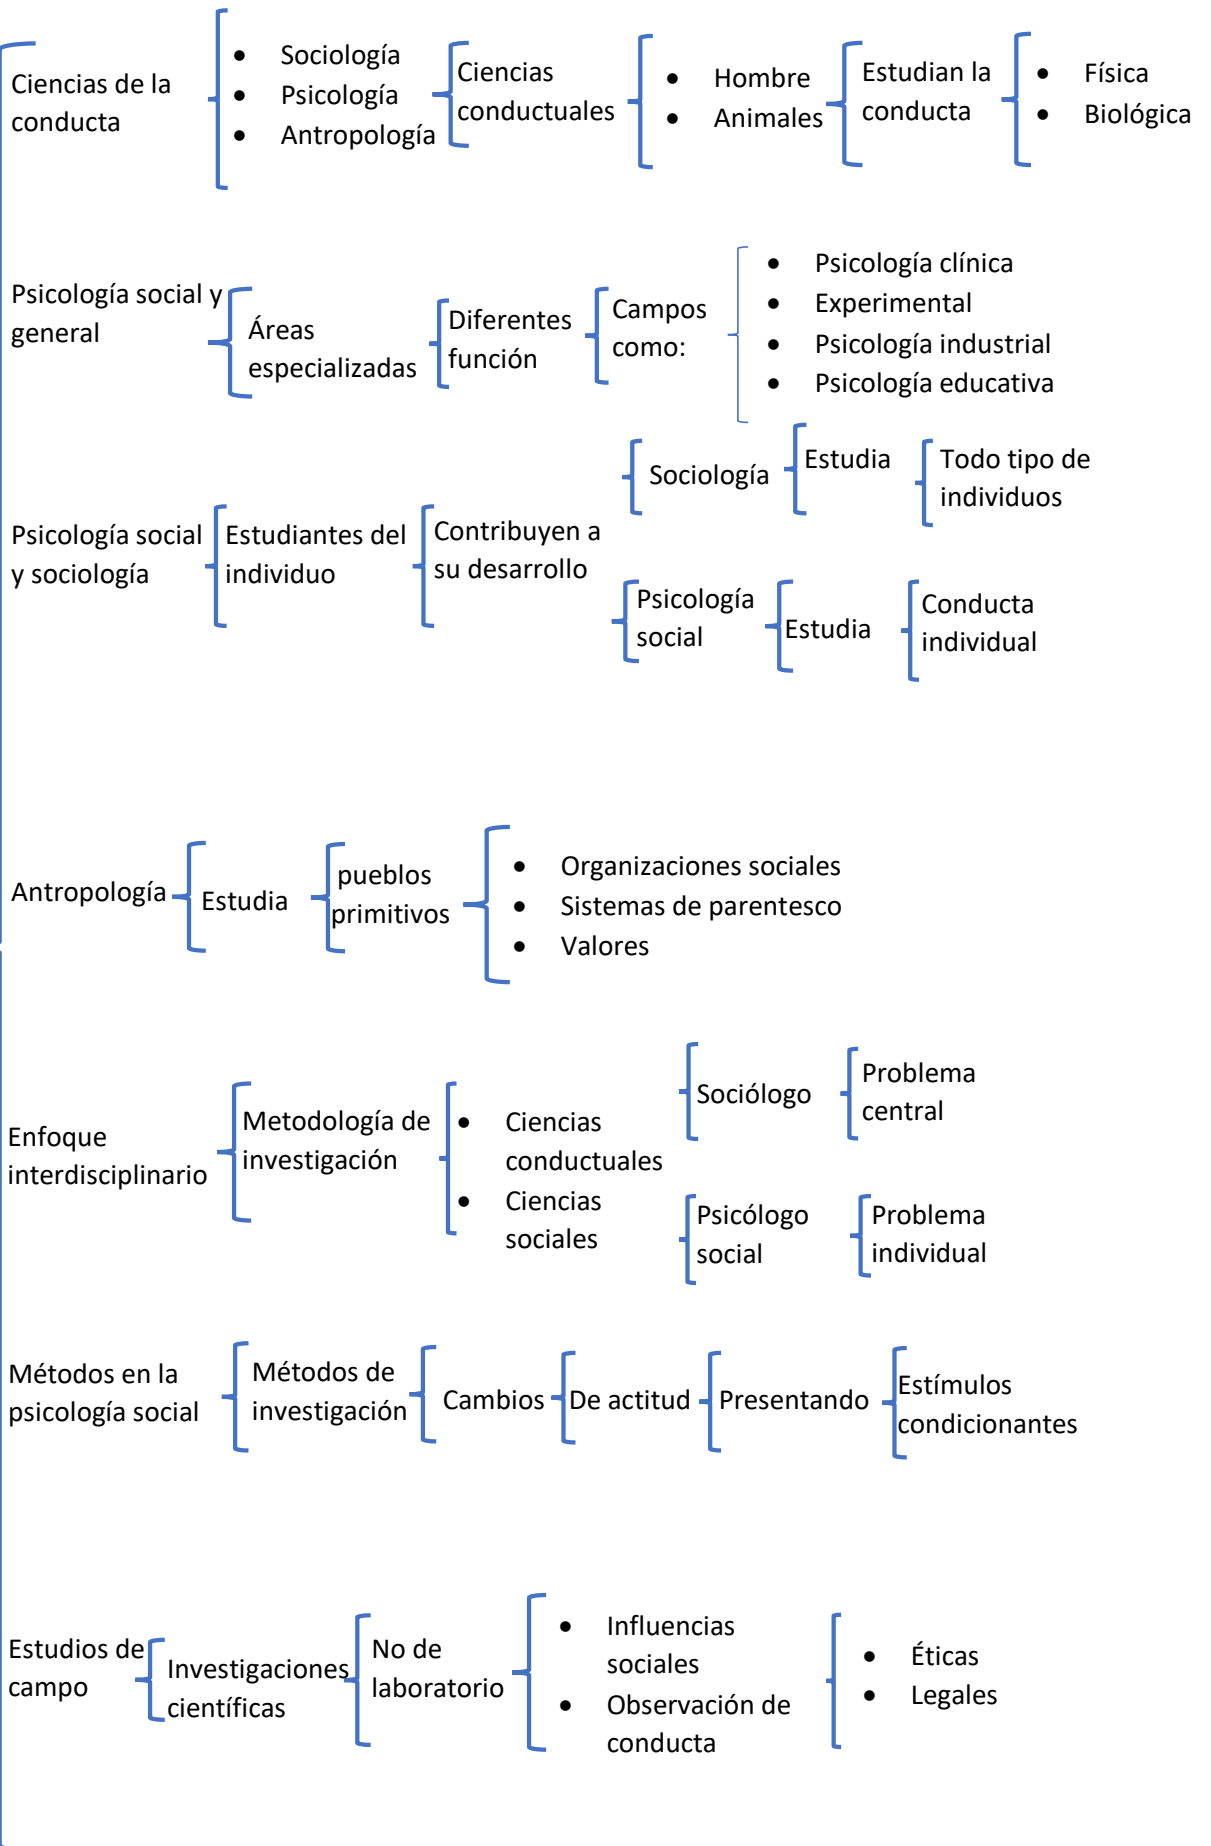 Ciencias de la
conducta
• Sociología
• Psicología
• Antropología
Ciencias
conductuales
• Hombre
• Animales
Estudian la
conducta
• Física
• Biológica
Psicología social y
general
Áreas
especializadas
Diferentes
función
Campos
como:
• Psicología clínica
• Experimental
• Psicología industrial
• Psicología educativa
Psicología social
y sociología
Estudiantes del
individuo
Contribuyen a
su desarrollo
Sociología
Estudia
Todo tipo de
individuos
Psicología
social
Estudia
Conducta
individual
Antropología
Estudia
pueblos
primitivos
• Organizaciones sociales
• Sistemas de parentesco
• Valores
Enfoque
interdisciplinario
Metodología de
investigación
• Ciencias
conductuales
• Ciencias
sociales
Sociólogo
Problema
central
Psicólogo
social
Problema
individual
Métodos en la
psicología social
Métodos de
investigación
Cambios
De actitud
Presentando
Estímulos
condicionantes
Estudios de
campo
Investigaciones
científicas
No de
laboratorio
• Influencias
sociales
• Observación de
conducta
• Éticas
• Legales